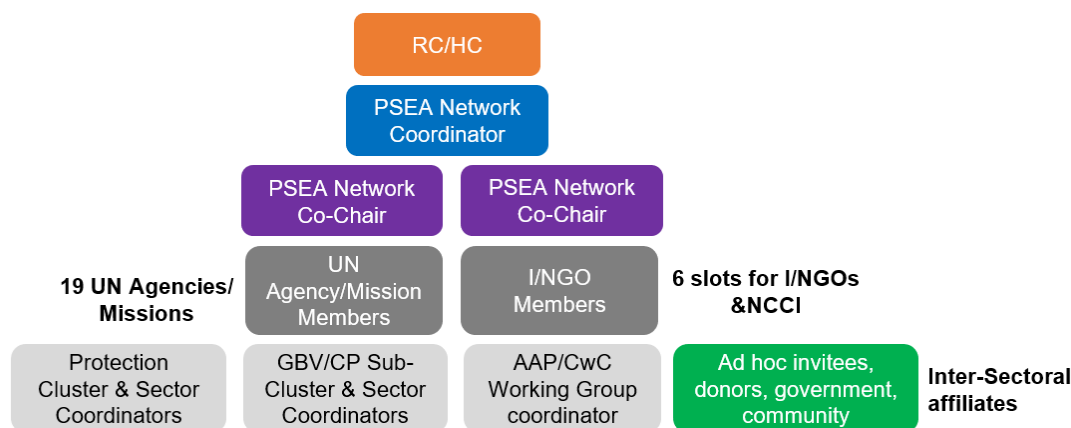 RC/HC
PSEA Network
Coordinator
PSEA Network
Co-Chair
PSEA Network
Co-Chair
19 UN Agencies/
Missions
UN
Agency/Mission
Members
I/NGO
Members
6 slots for I/NGOs
&NCCI
Protection
Cluster & Sector
Coordinators
GBV/CP Sub-
Cluster & Sector
Coordinators
AAP/CwC
Working Group
coordinator
Ad hoc invitees,
donors, government,
community
Inter-Sectoral
affiliates